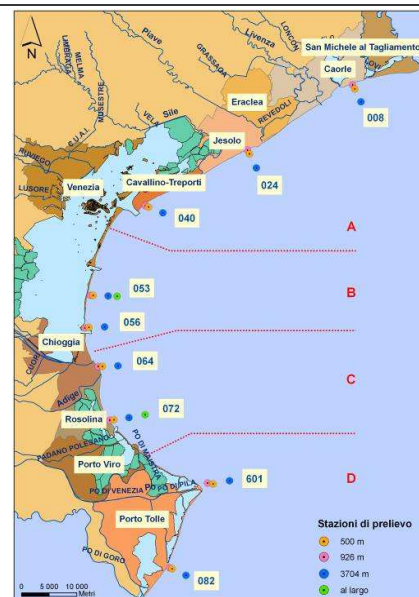 N
Piave
Livenza
LONCON
GRASSAGA
San Michele al Tagliamento
Caorle
LOVI
MELMA
LIMBRAGA
MUSESTRE
C.U.A.I.
VELA
Sile
Eraclea
REVEDOLI
008
Jesolo
024
RUVIEGO
LUSORE
Venezia
Cavallino-Treporti
040
A
053
B
056
Chioggia
CUORI
064
C
Adige
072
Rosolina
PADANO POLESANO
PO DI MAISTRA
Porto Viro
PO DI VENEZIA
PO DI PILA
601
D
Porto Tolle
PO DI GORO
082
Stazioni di prelievo
500 m
926 m
3704 m
al largo
0 5 000 10 000
Metri